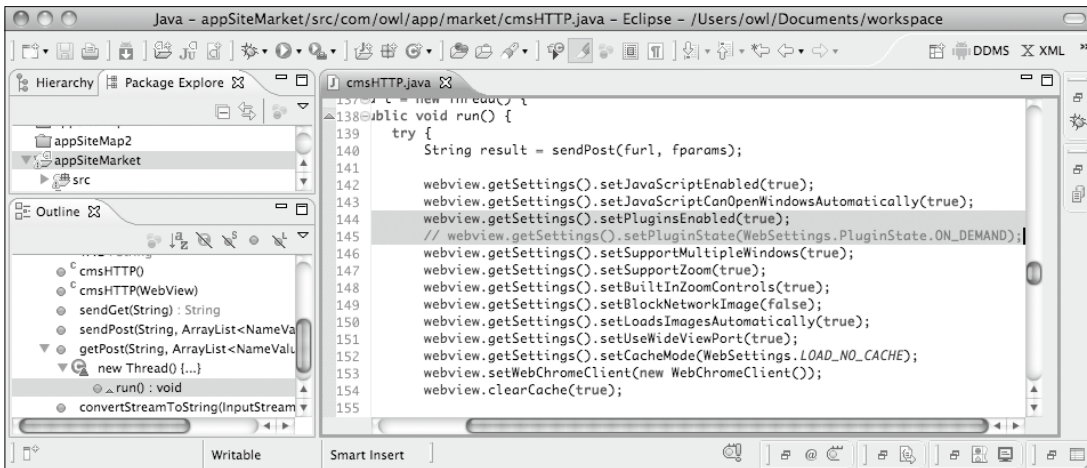 Java - appSiteMarket/src/com/owl/app/market/cmsHTTP.java - Eclipse - /Users/owl/Documents/workspace
DDMS XML
Hierarchy Package Explore
appSiteMap2
appSiteMarket
src
Outline
cmsHTTP()
cmsHTTP(WebView)
sendGet(String) : String
sendPost(String, ArrayList<NameVa
getPost(String, ArrayList<NameValu
new Thread() {...}
run() : void
convertStreamToString(InputStream
cmsHTTP.java
137 t = new Thread() {
138 ublic void run() {
139 try {
140 String result = sendPost(furl, fparams);
141
142 webview.getSettings().setJavaScriptEnabled(true);
143 webview.getSettings().setJavaScriptCanOpenWindowsAutomatically(true);
144 webview.getSettings().setPluginsEnabled(true);
145 // webview.getSettings().setPluginState(WebSettings.PluginState.ON_DEMAND);
146 webview.getSettings().setSupportMultipleWindows(true);
147 webview.getSettings().setSupportZoom(true);
148 webview.getSettings().setBuiltInZoomControls(true);
149 webview.getSettings().setBlockNetworkImage(false);
150 webview.getSettings().setLoadsImagesAutomatically(true);
151 webview.getSettings().setUseWideViewPort(true);
152 webview.getSettings().setCacheMode(WebSettings.LOAD_NO_CACHE);
153 webview.setWebChromeClient(new WebChromeClient());
154 webview.clearCache(true);
155
Writable Smart Insert